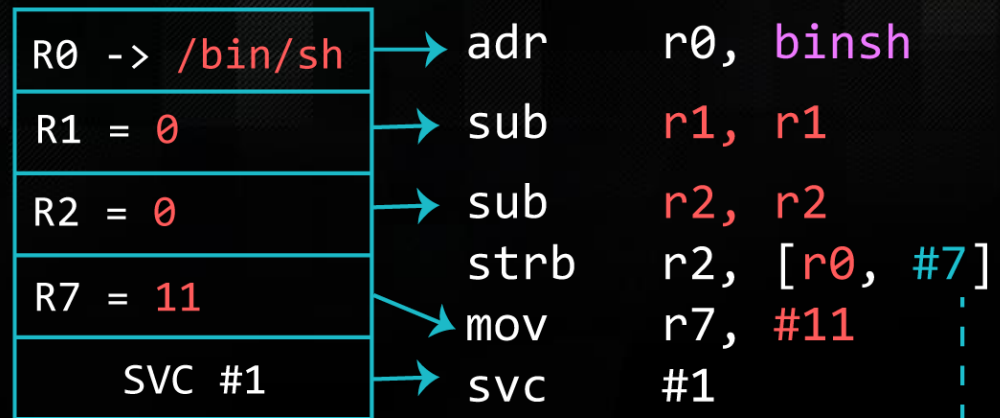 R0 -> /bin/sh
R1 = 0
R2 = 0
R7 = 11
SVC #1
adr r0, binsh
sub r1, r1
sub r2, r2
strb r2, [r0, #7]
mov r7, #11
svc #1